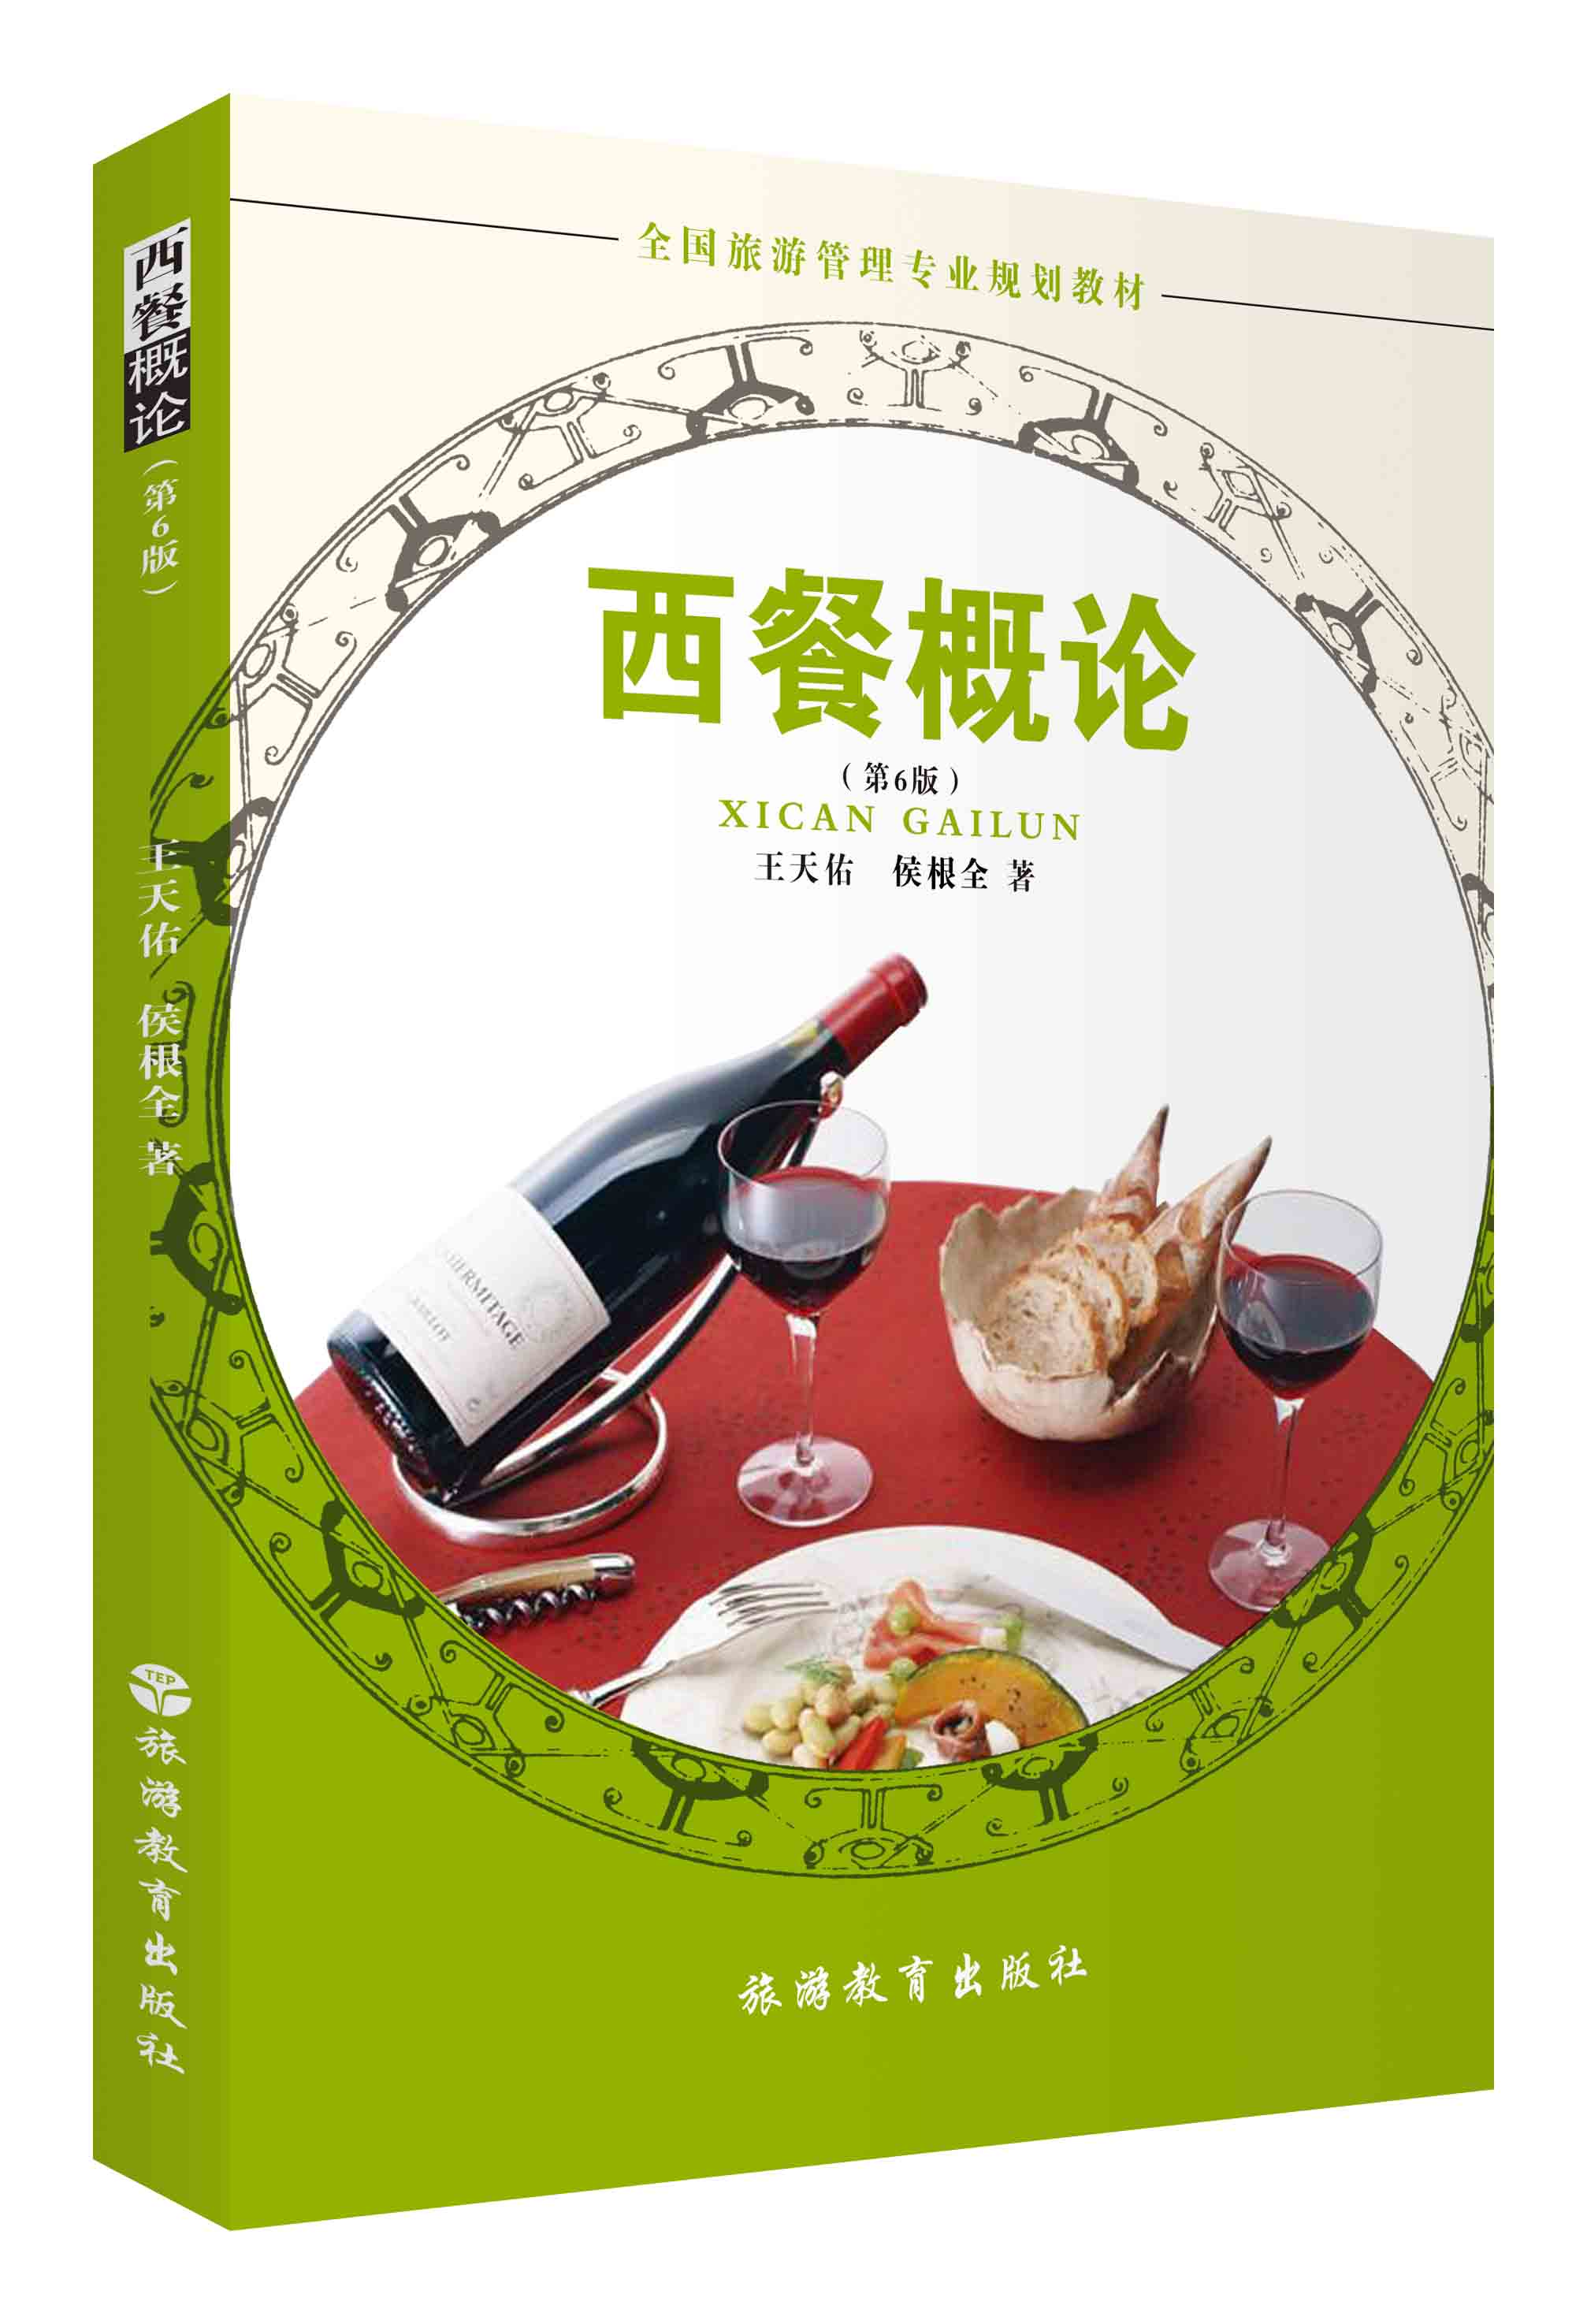 全国旅游管理专业规划教材
西餐概论
（第6版）
XICAN GAILUN
王天佑 侯根全 著
旅游教育出版社
西餐概论
（第6版）
王天佑 侯根全 著
TEP
旅游教育出版社
HERMITAGE